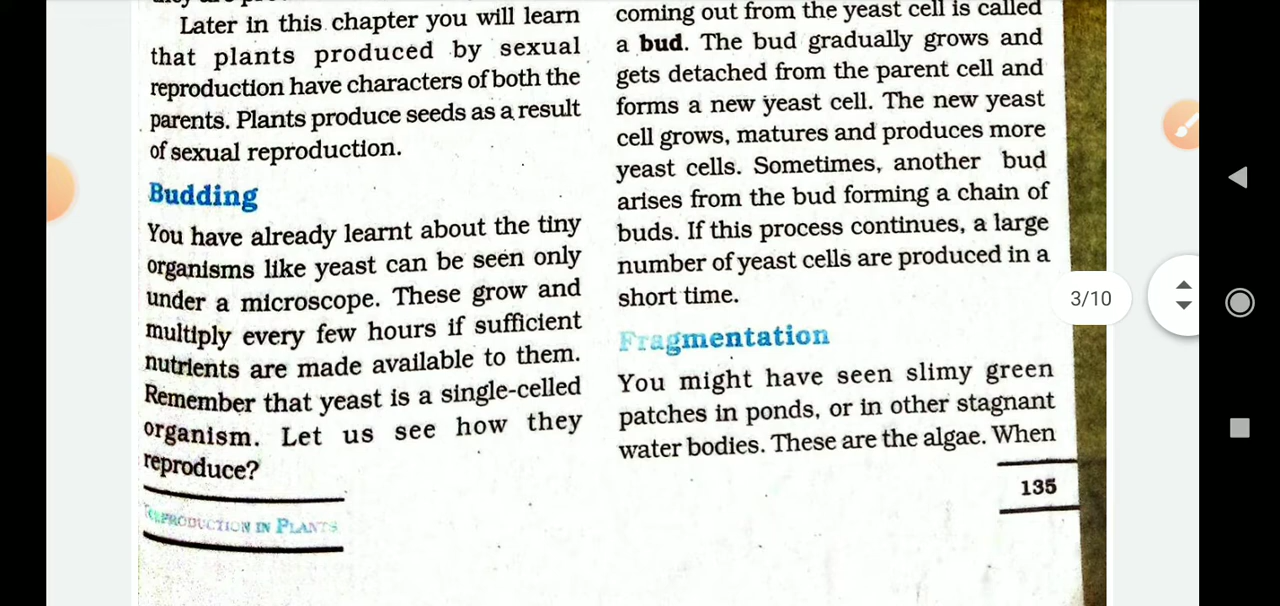 Later in this chapter you will learn
that plants produced by sexual
reproduction have characters of both the
parents. Plants produce seeds as a result
of sexual reproduction.
Budding
You have already learnt about the tiny
organisms like yeast can be seen only
under a microscope. These grow and
multiply every few hours if sufficient
nutrients are made available to them.
Remember that yeast is a single-celled
organism. Let us see how they
reproduce?
REPRODUCTION IN PLANTS
coming out from the yeast cell is called
a bud. The bud gradually grows and
gets detached from the parent cell and
forms a new yeast cell. The new yeast
cell grows, matures and produces more
yeast cells. Sometimes, another bud
arises from the bud forming a chain of
buds. If this process continues, a large
number of yeast cells are produced in a
short time.
Fragmentation
You might have seen slimy green
patches in ponds, or in other stagnant
water bodies. These are the algae. When
135
3/10